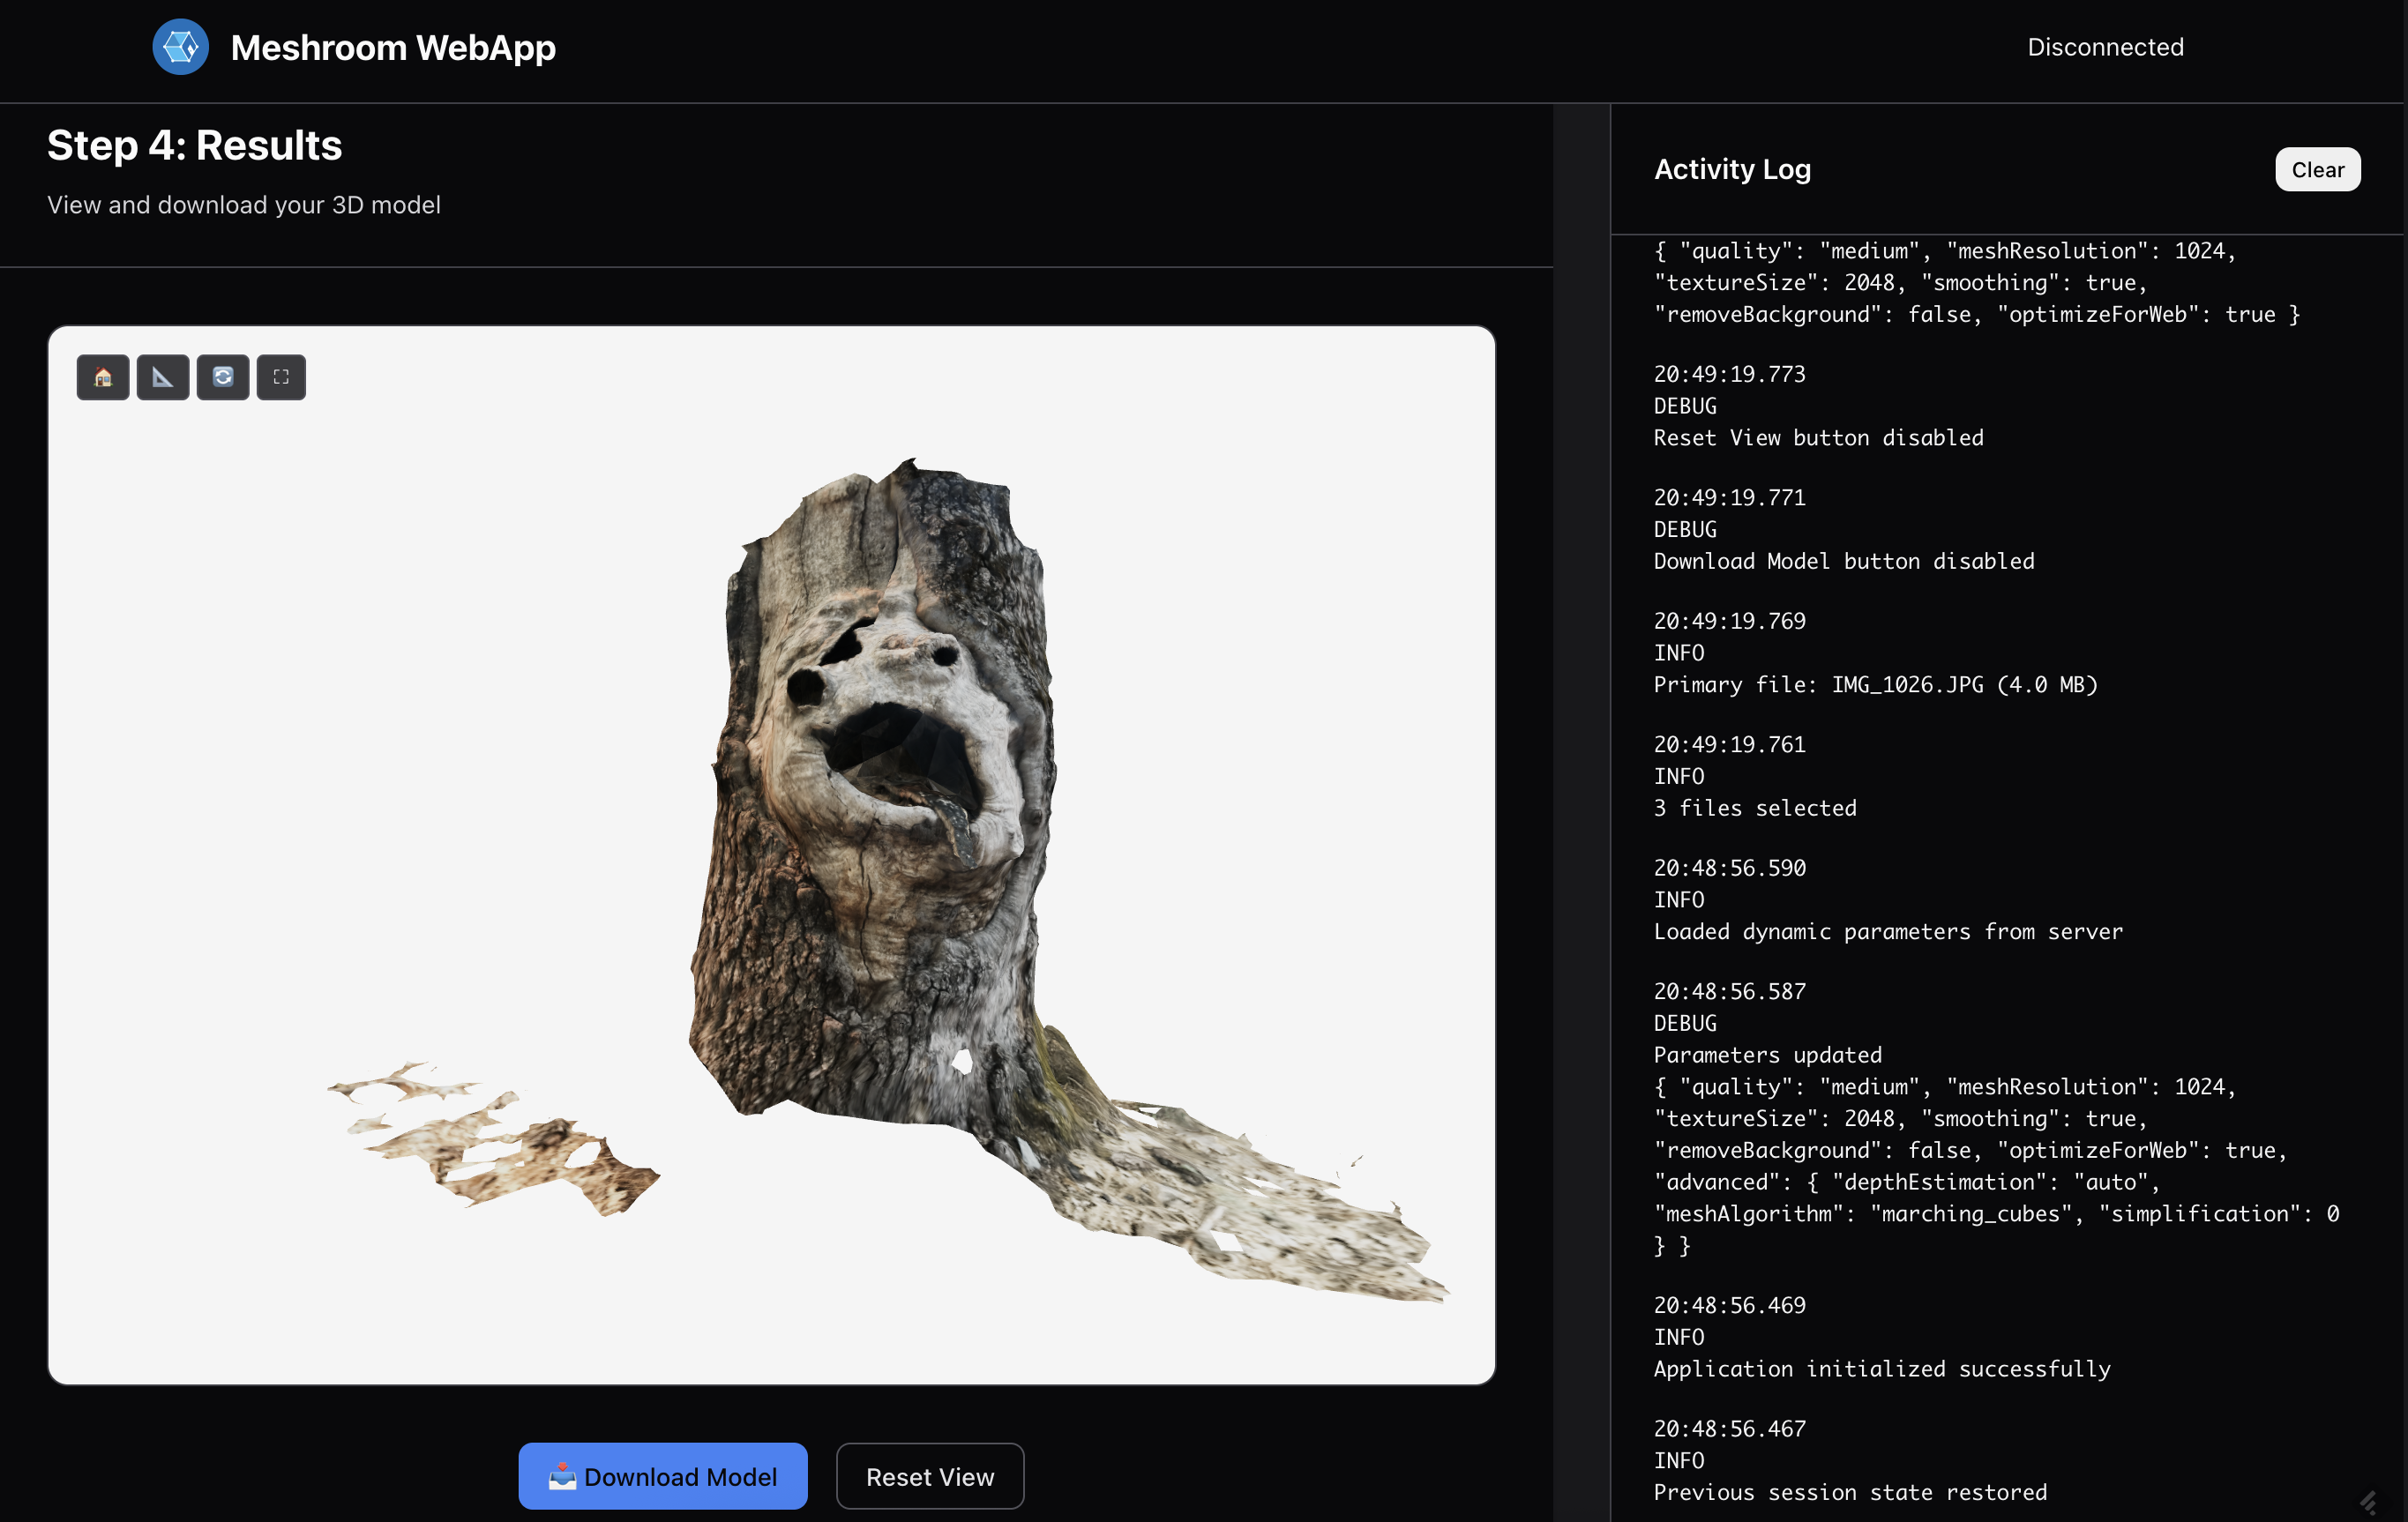 Meshroom WebApp
Disconnected
Step 4: Results
View and download your 3D model
Download Model
Reset View
Activity Log
Clear
{ "quality": "medium", "meshResolution": 1024,
"textureSize": 2048, "smoothing": true,
"removeBackground": false, "optimizeForWeb": true }
20:49:19.773
DEBUG
Reset View button disabled
20:49:19.771
DEBUG
Download Model button disabled
20:49:19.769
INFO
Primary file: IMG_1026.JPG (4.0 MB)
20:49:19.761
INFO
3 files selected
20:48:56.590
INFO
Loaded dynamic parameters from server
20:48:56.587
DEBUG
Parameters updated
{ "quality": "medium", "meshResolution": 1024,
"textureSize": 2048, "smoothing": true,
"removeBackground": false, "optimizeForWeb": true,
"advanced": { "depthEstimation": "auto",
"meshAlgorithm": "marching_cubes", "simplification": 0
} }
20:48:56.469
INFO
Application initialized successfully
20:48:56.467
INFO
Previous session state restored